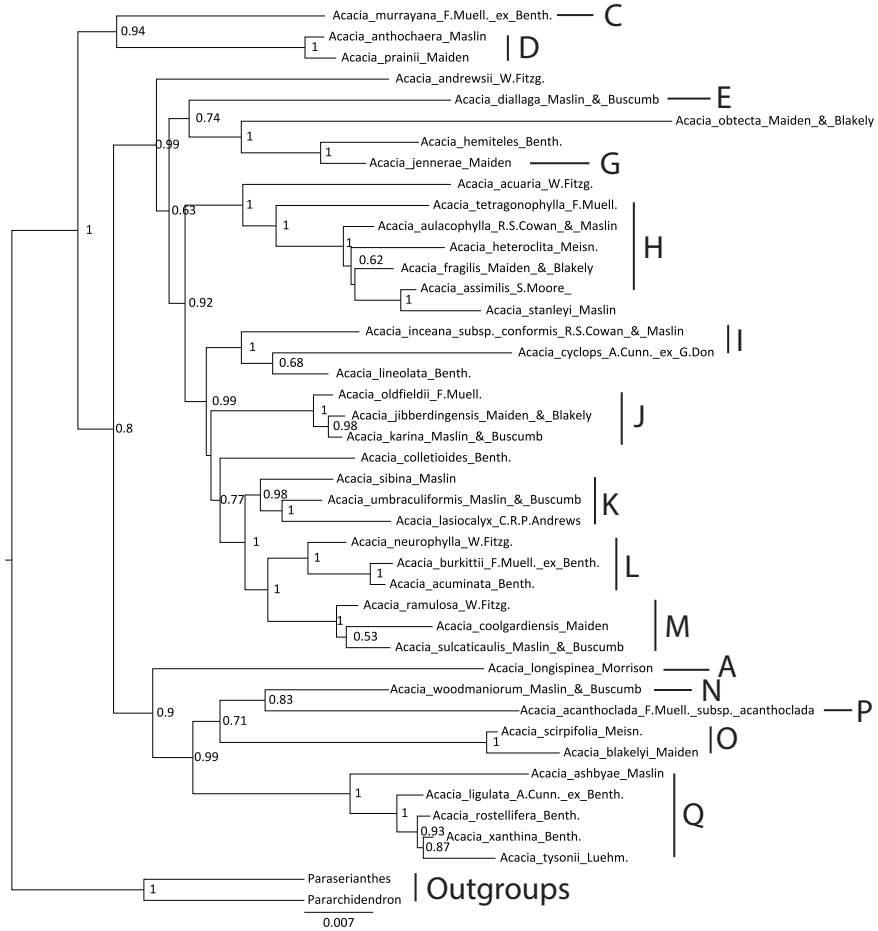 Acacia_murrayana_F.Muell._ex_Benth. C
0.94
Acacia_anthochaera_Maslin
1 D
Acacia_prainii_Maiden
Acacia_andrewsii_W.Fitzg.
Acacia_diallaga_Maslin_&_Buscumb E
0.74
Acacia_obtecta_Maiden_&_Blakely
1
Acacia_hemiteles_Benth.
0.99
1
Acacia_jennerae_Maiden G
Acacia_acuaria_W.Fitzg.
1
0.63
Acacia_tetragonophylla_F.Muell.
1
Acacia_aulacophylla_R.S.Cowan_&_Maslin
1
1
Acacia_heteroclita_Meisn. H
0.62
Acacia_fragilis_Maiden_&_Blakely
Acacia_assimilis_S.Moore_
1
0.92
Acacia_stanleyi_Maslin
Acacia_inceana_subsp._conformis_R.S.Cowan_&_Maslin
1 I
Acacia_cyclops_A.Cunn._ex_G.Don
0.68
Acacia_lineolata_Benth.
Acacia_oldfieldii_F.Muell.
0.99
1
Acacia_jibberdingensis_Maiden_&_Blakely J
0.98
0.8
Acacia_karina_Maslin_&_Buscumb
Acacia_colletioides_Benth.
Acacia_sibina_Maslin
0.98
0.77
Acacia_umbraculiformis_Maslin_&_Buscumb K
1
Acacia_lasiocalyx_C.R.P.Andrews
1
Acacia_neurophylla_W.Fitzg.
1
Acacia_burkittii_F.Muell._ex_Benth. L
1
Acacia_acuminata_Benth.
1
Acacia_ramulosa_W.Fitzg.
1
Acacia_coolgardiensis_Maiden M
0.53
Acacia_sulcaticaulis_Maslin_&_Buscumb
Acacia_longispinea_Morrison A
Acacia_woodmaniorum_Maslin_&_Buscumb N
0.83
Acacia_acanthoclada_F.Muell._subsp._acanthoclada P
0.9
0.71
Acacia_scirpifolia_Meisn.
1 O
Acacia_blakelyi_Maiden
0.99
Acacia_ashbyae_Maslin
1
Acacia_ligulata_A.Cunn._ex_Benth.
1
Acacia_rostellifera_Benth. Q
0.93
Acacia_xanthina_Benth.
0.87
Acacia_tysonii_Luehm.
Paraserianthes
1 Outgroups
Pararchidendron
0.007